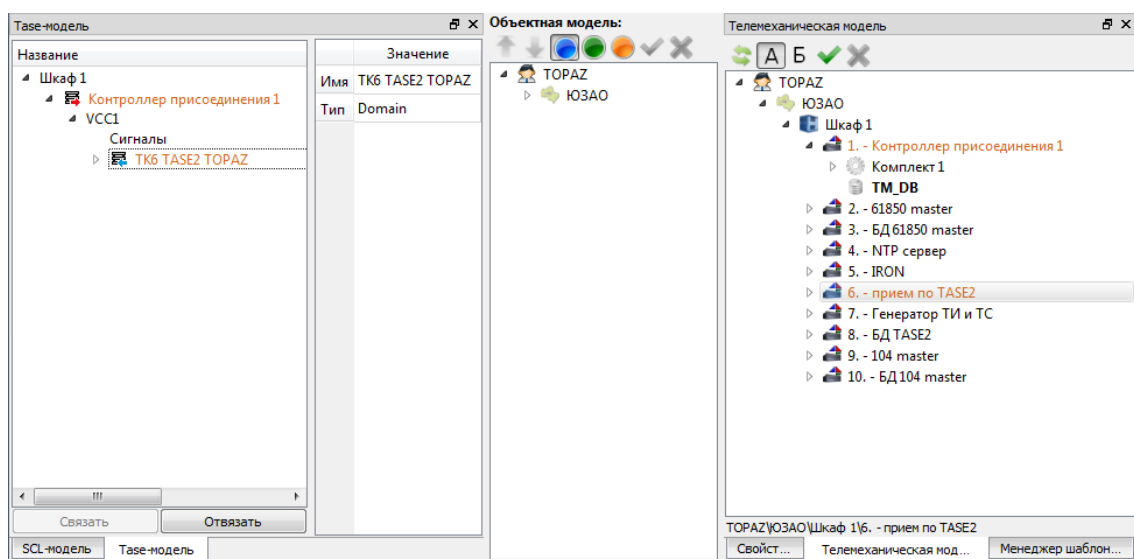 Tase-модель
Название
Шкаф 1
Контроллер присоединения 1
VCC1
Сигналы
TK6 TASE2 TOPAZ
Значение
Имя TK6 TASE2 TOPAZ
Тип Domain
Связать Отвязать
SCL-модель Tase-модель
Объектная модель:
TOPAZ
ЮЗАО
Телемеханическая модель
А Б
TOPAZ
ЮЗАО
Шкаф 1
1. - Контроллер присоединения 1
Комплект 1
TM_DB
2. - 61850 master
3. - БД 61850 master
4. - NTP сервер
5. - IRON
6. - прием по TASE2
7. - Генератор ТИ и ТС
8. - БД TASE2
9. - 104 master
10. - БД 104 master
TOPAZ\ЮЗАО\Шкаф 1\6. - прием по TASE2
Свойст... Телемеханическая мод... Менеджер шаблон...